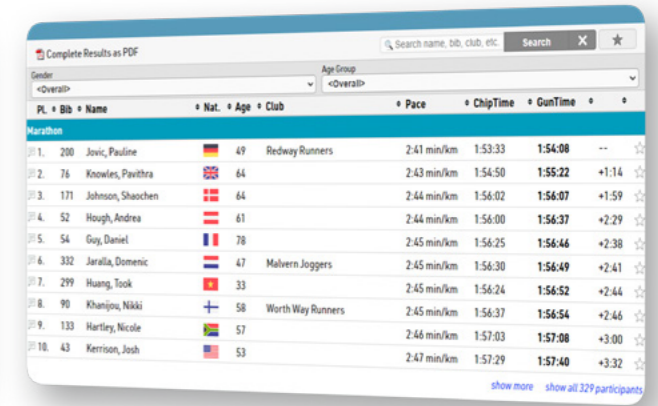 Complete Results as PDF
Search name, bib, club, etc. Search X
Gender Age Group
<Overall> <Overall>
Pl. Bib Name Nat. Age Club Pace ChipTime GunTime
Marathon
1. 200 Jovic, Pauline 49 Redway Runners 2:41 min/km 1:53:33 1:54:08 --
2. 76 Knowles, Pavithra 64 2:43 min/km 1:54:50 1:55:22 +1:14
3. 171 Johnson, Shaochen 64 2:44 min/km 1:56:02 1:56:07 +1:59
4. 52 Hough, Andrea 61 2:44 min/km 1:56:00 1:56:37 +2:29
5. 54 Guy, Daniel 78 2:45 min/km 1:56:25 1:56:46 +2:38
6. 332 Jaralla, Domenic 47 Malvern Joggers 2:45 min/km 1:56:30 1:56:49 +2:41
7. 299 Huang, Took 33 2:45 min/km 1:56:24 1:56:52 +2:44
8. 90 Khanijou, Nikki 58 Worth Way Runners 2:45 min/km 1:56:37 1:56:54 +2:46
9. 133 Hartley, Nicole 57 2:46 min/km 1:57:03 1:57:08 +3:00
10. 43 Kerrison, Josh 53 2:47 min/km 1:57:29 1:57:40 +3:32
show more show all 329 participants